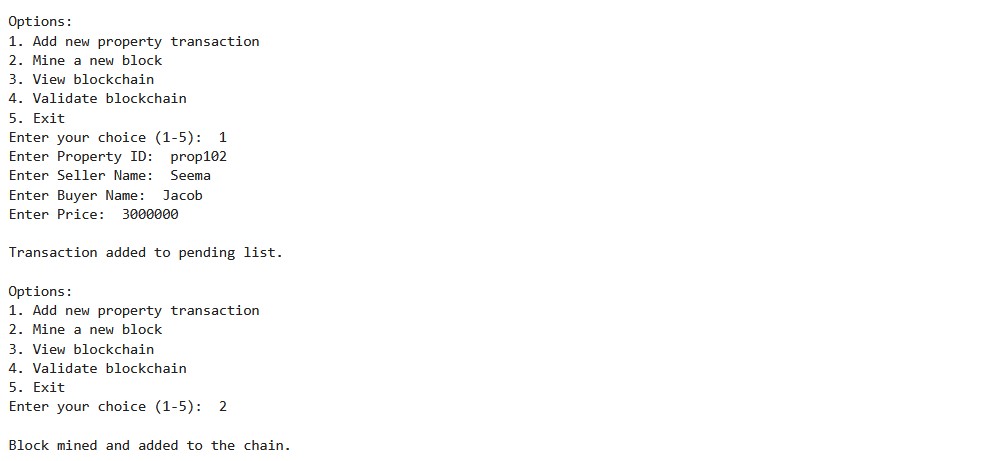 Options:
1. Add new property transaction
2. Mine a new block
3. View blockchain
4. Validate blockchain
5. Exit
Enter your choice (1-5):  1
Enter Property ID:  prop102
Enter Seller Name:  Seema
Enter Buyer Name:  Jacob
Enter Price:  3000000
Transaction added to pending list.
Options:
1. Add new property transaction
2. Mine a new block
3. View blockchain
4. Validate blockchain
5. Exit
Enter your choice (1-5):  2
Block mined and added to the chain.